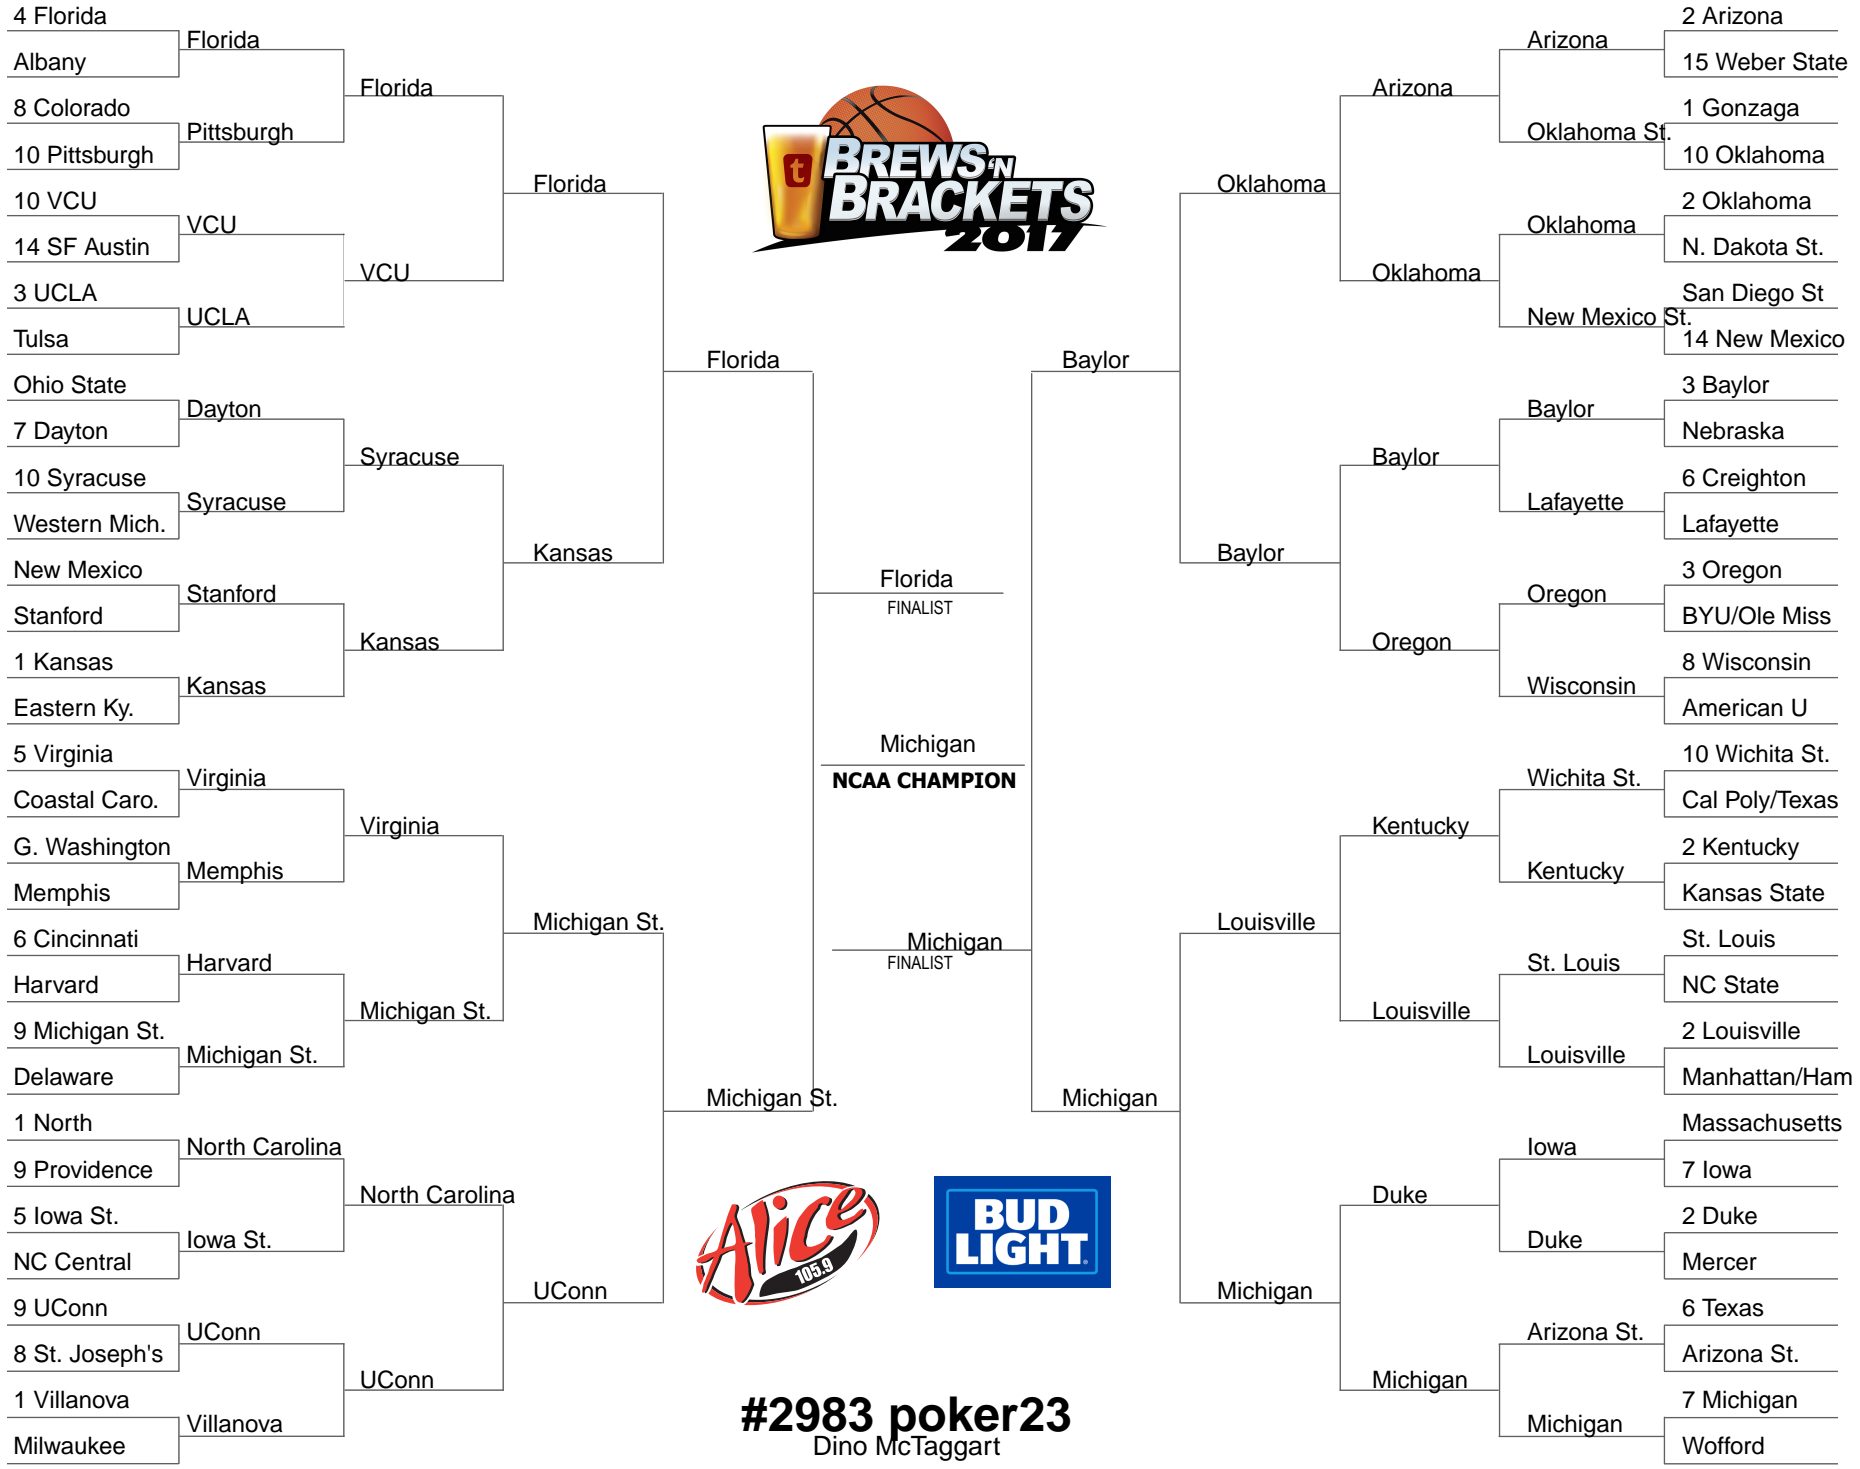 4 Florida
Albany
8 Colorado
10 Pittsburgh
10 VCU
14 SF Austin
3 UCLA
Tulsa
Ohio State
7 Dayton
10 Syracuse
Western Mich.
New Mexico
Stanford
1 Kansas
Eastern Ky.
5 Virginia
Coastal Caro.
G. Washington
Memphis
6 Cincinnati
Harvard
9 Michigan St.
Delaware
1 North
9 Providence
5 Iowa St.
NC Central
9 UConn
8 St. Joseph's
1 Villanova
Milwaukee
Florida
Pittsburgh
VCU
UCLA
Dayton
Syracuse
Stanford
Kansas
Virginia
Memphis
Harvard
Michigan St.
North Carolina
Iowa St.
UConn
Villanova
Florida
VCU
Syracuse
Kansas
Virginia
Michigan St.
North Carolina
UConn
Florida
Kansas
Michigan St.
UConn
Florida
Michigan St.
t
BREWS 'N
BRACKETS
2017
Florida
FINALIST
Michigan
NCAA CHAMPION
Michigan
FINALIST
Alice
105.9
BUD
LIGHT
#2983 poker23
Dino McTaggart
Baylor
Michigan
Oklahoma
Baylor
Louisville
Michigan
Arizona
Oklahoma
Baylor
Oregon
Kentucky
Louisville
Duke
Michigan
Arizona
Oklahoma St.
Oklahoma
New Mexico St.
Baylor
Lafayette
Oregon
Wisconsin
Wichita St.
Kentucky
St. Louis
Louisville
Iowa
Duke
Arizona St.
Michigan
2 Arizona
15 Weber State
1 Gonzaga
10 Oklahoma
2 Oklahoma
N. Dakota St.
San Diego St
14 New Mexico
3 Baylor
Nebraska
6 Creighton
Lafayette
3 Oregon
BYU/Ole Miss
8 Wisconsin
American U
10 Wichita St.
Cal Poly/Texas
2 Kentucky
Kansas State
St. Louis
NC State
2 Louisville
Manhattan/Ham
Massachusetts
7 Iowa
2 Duke
Mercer
6 Texas
Arizona St.
7 Michigan
Wofford